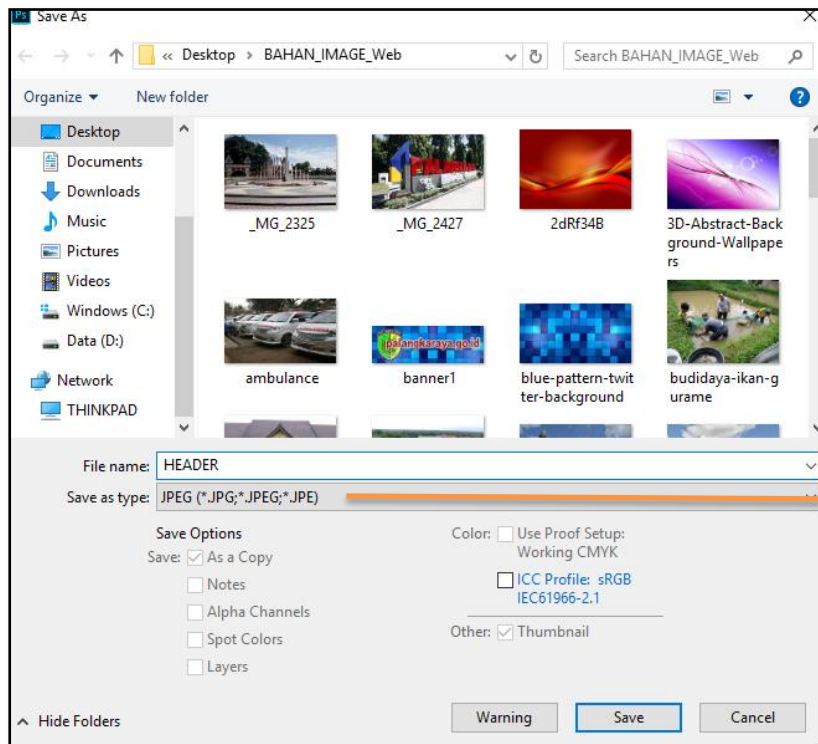 Ps Save As
« Desktop > BAHAN_IMAGE_Web
Search BAHAN_IMAGE_Web
Organize
New folder
Desktop
Documents
Downloads
Music
Pictures
Videos
Windows (C:)
Data (D:)
Network
THINKPAD
_MG_2325
_MG_2427
2dRf34B
3D-Abstract-Back
ground-Wallpape
rs
palangkaraya.go.id
ambulance
banner1
blue-pattern-twit
ter-background
budidaya-ikan-g
urame
File name: HEADER
Save as type: JPEG (*.JPG;*.JPEG;*.JPE)
Save Options
Save: As a Copy
Notes
Alpha Channels
Spot Colors
Layers
Color: Use Proof Setup:
Working CMYK
ICC Profile: sRGB
IEC61966-2.1
Other: Thumbnail
Hide Folders
Warning
Save
Cancel